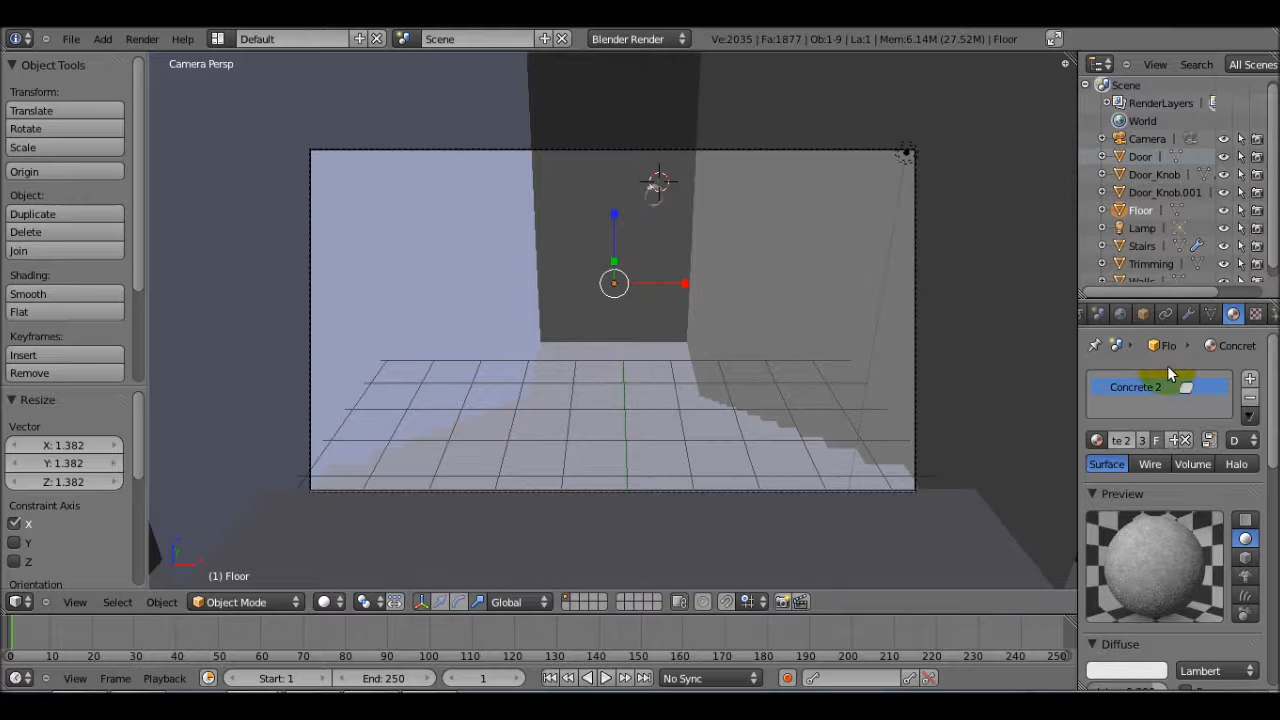 File Add Render Help Default Scene Blender Render Ve:2035 | Fa:1877 | Ob:1-9 | La:1 | Mem:6.14M (27.52M) | Floor
Object Tools
Transform:
Translate
Rotate
Scale
Origin
Object:
Duplicate
Delete
Join
Shading:
Smooth
Flat
Keyframes:
Insert
Remove
Resize
Vector
X: 1.382
Y: 1.382
Z: 1.382
Constraint Axis
X
Y
Z
Orientation
Camera Persp
(1) Floor
View Select Object Object Mode Global
0 10 20 30 40 50 60 70 80 90 100 110 120 130 140 150 160 170 180 190 200 210 220 230 240 250
View Frame Playback Start: 1 End: 250 1 No Sync
View Search All Scenes
Scene
RenderLayers
World
Camera
Door
Door_Knob
Door_Knob.001
Floor
Lamp
Stairs
Trimming
Flo Concret
Concrete 2
te 2 3 F D
Surface Wire Volume Halo
Preview
Diffuse
Lambert